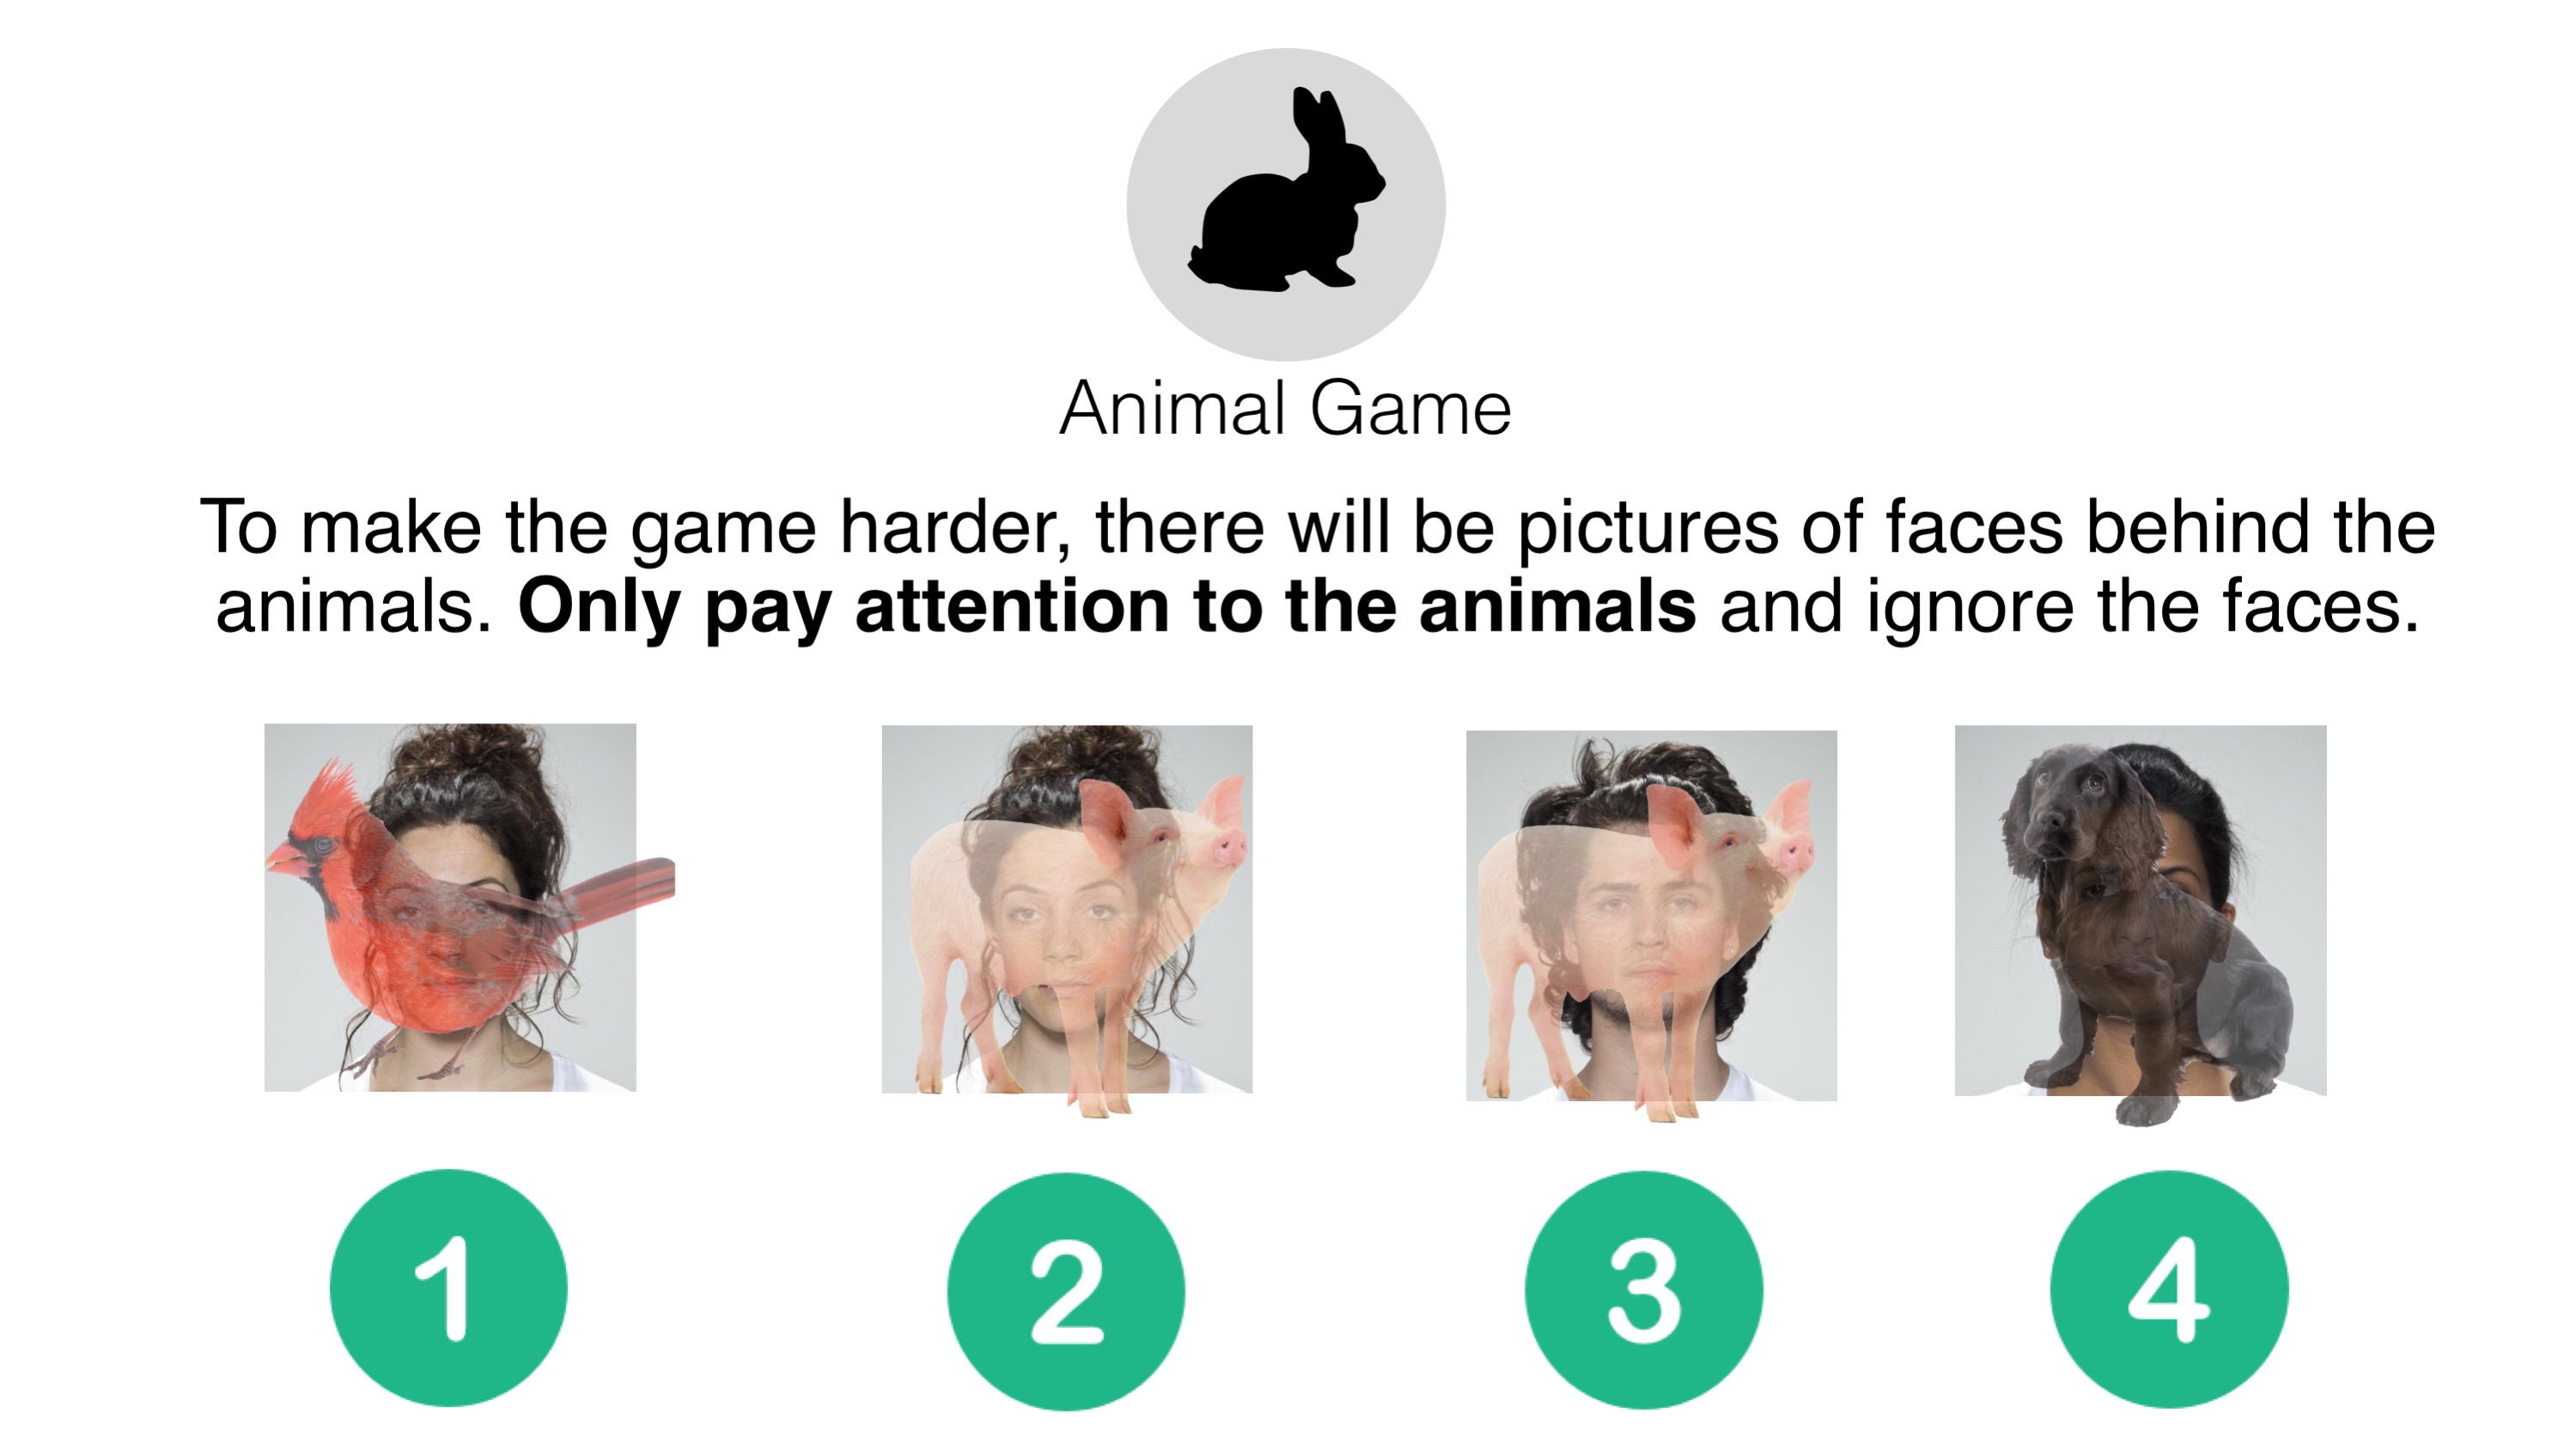 Animal Game
To make the game harder, there will be pictures of faces behind the
animals. Only pay attention to the animals and ignore the faces.
1
2
3
4